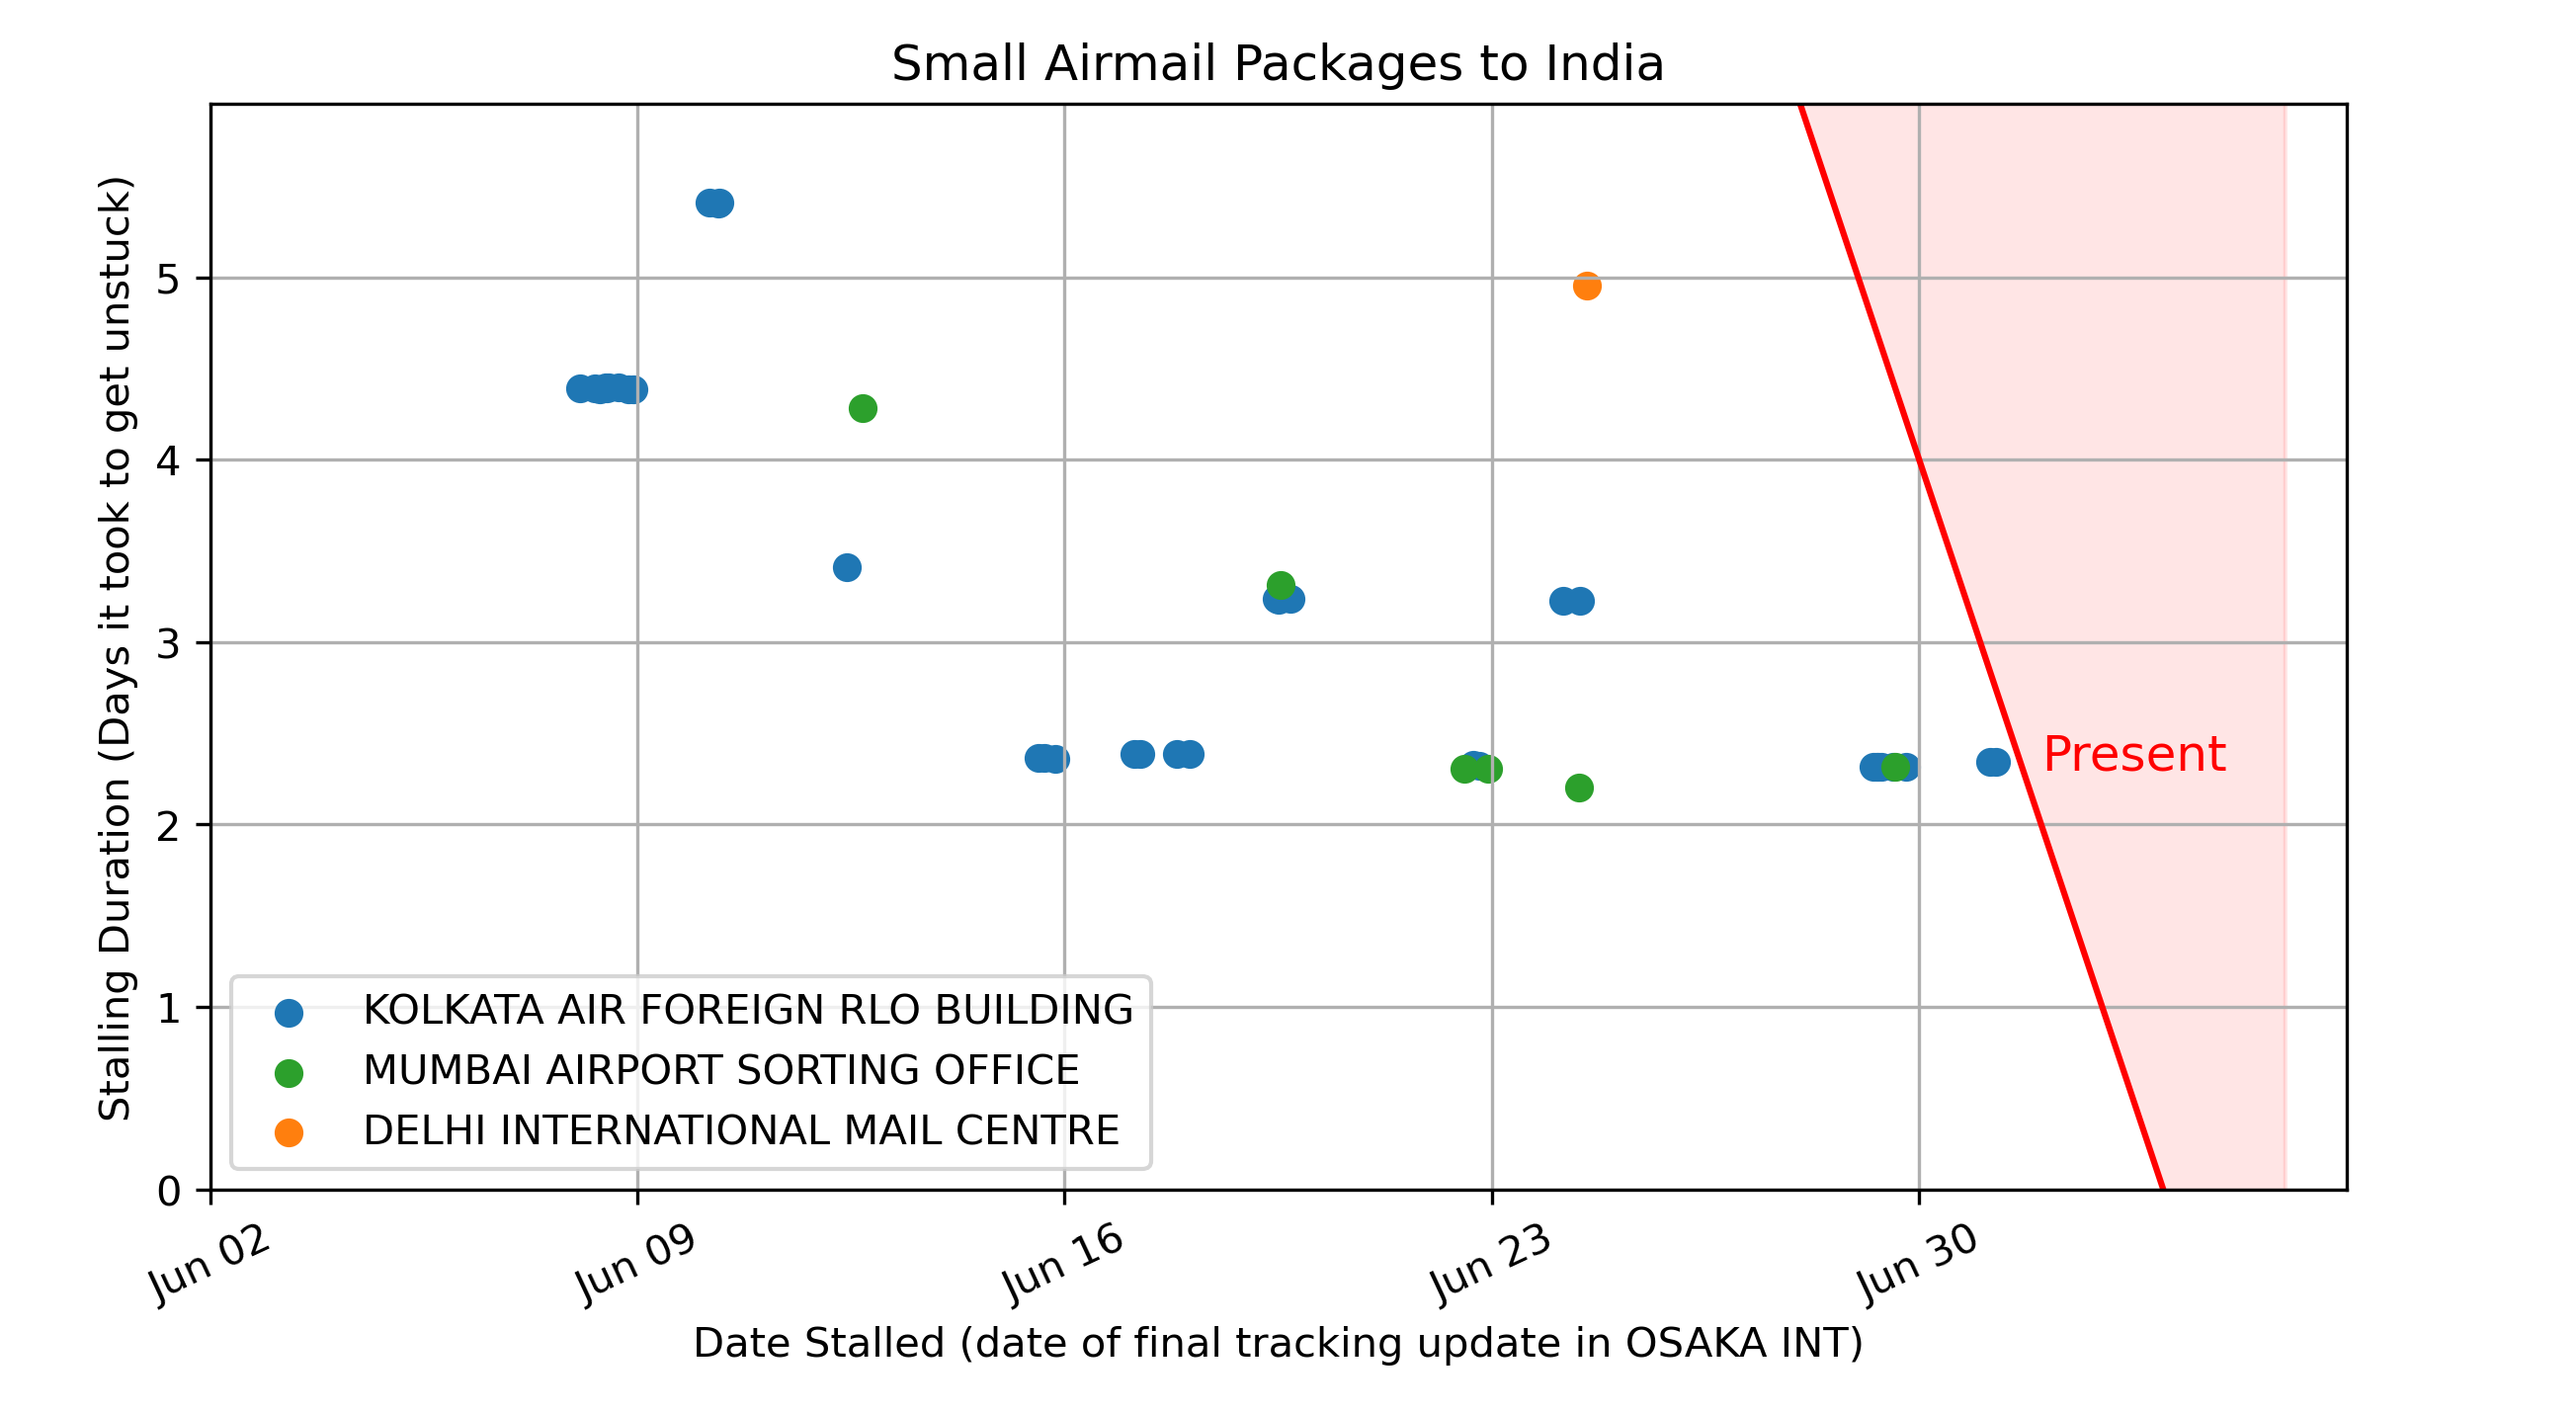 Small Airmail Packages to India
Stalling Duration (Days it took to get unstuck)
5
4
3
2
1
0
Present
KOLKATA AIR FOREIGN RLO BUILDING
MUMBAI AIRPORT SORTING OFFICE
DELHI INTERNATIONAL MAIL CENTRE
Jun 02
Jun 09
Jun 16
Jun 23
Jun 30
Date Stalled (date of final tracking update in OSAKA INT)